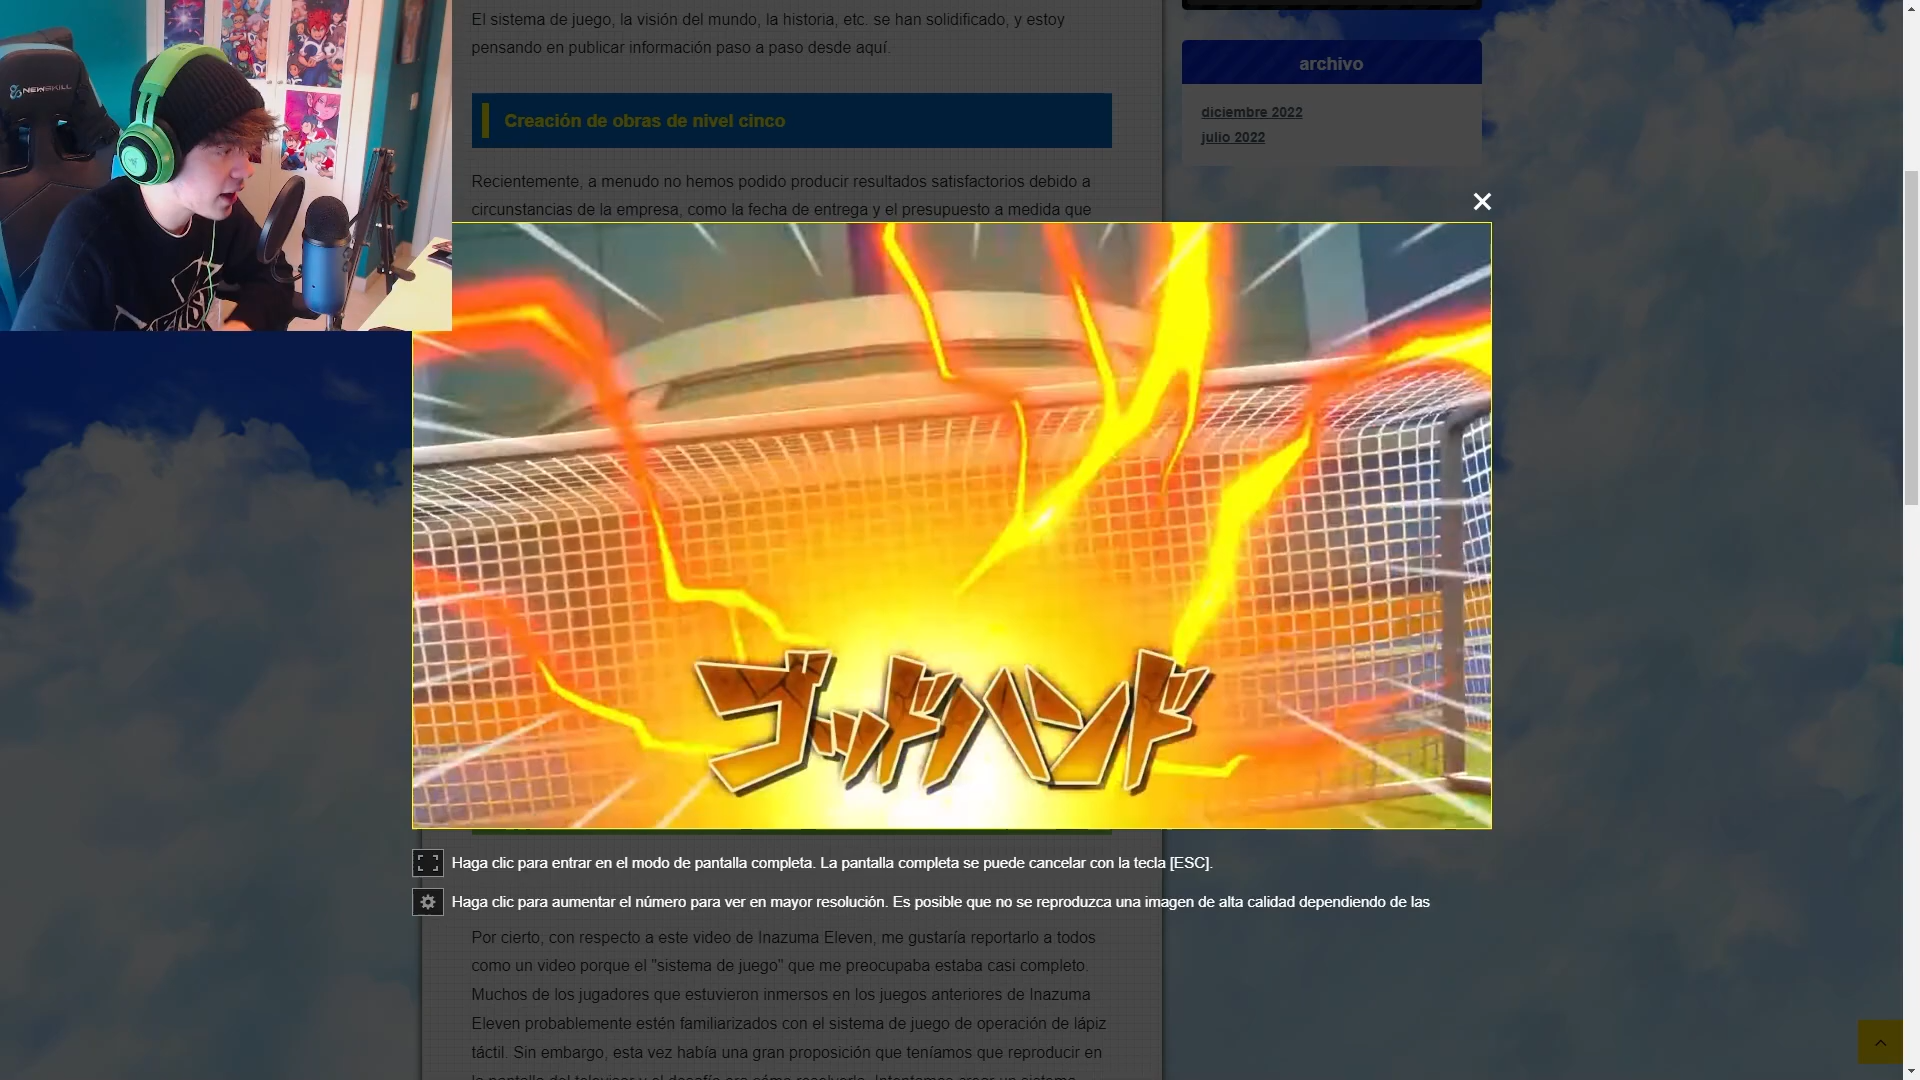 El sistema de juego, la visión del mundo, la historia, etc. se han solidificado, y estoy
pensando en publicar información paso a paso desde aquí.
archivo
NEWSKILL
diciembre 2022
Creación de obras de nivel cinco
julio 2022
Recientemente, a menudo no hemos podido producir resultados satisfactorios debido a
circunstancias de la empresa, como la fecha de entrega y el presupuesto a medida que
ゴッドハンド
Haga clic para entrar en el modo de pantalla completa. La pantalla completa se puede cancelar con la tecla [ESC].
Haga clic para aumentar el número para ver en mayor resolución. Es posible que no se reproduzca una imagen de alta calidad dependiendo de las
Por cierto, con respecto a este video de Inazuma Eleven, me gustaría reportarlo a todos
como un video porque el "sistema de juego" que me preocupaba estaba casi completo.
Muchos de los jugadores que estuvieron inmersos en los juegos anteriores de Inazuma
Eleven probablemente estén familiarizados con el sistema de juego de operación de lápiz
táctil. Sin embargo, esta vez había una gran proposición que teníamos que reproducir en